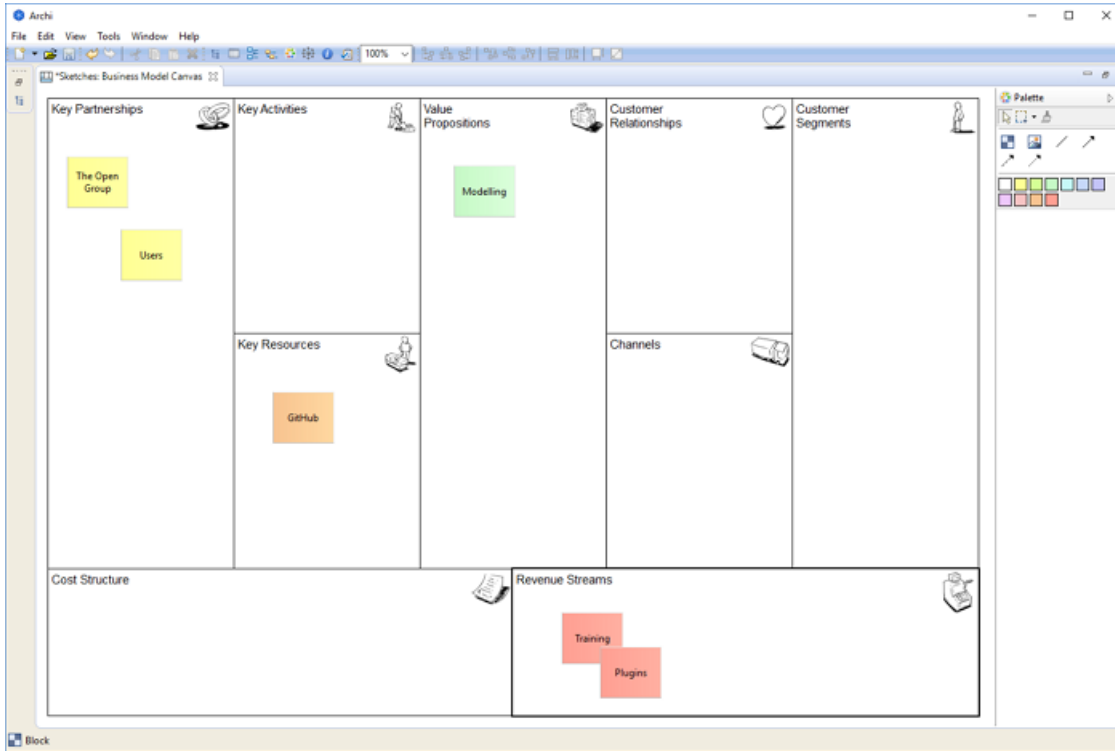 Archi
File Edit View Tools Window Help
100%
*Sketches: Business Model Canvas
Palette
Key Partnerships
Key Activities
Value
Propositions
Customer
Relationships
Customer
Segments
The Open
Group
Modelling
Users
Key Resources
Channels
GitHub
Cost Structure
Revenue Streams
Training
Plugins
Block